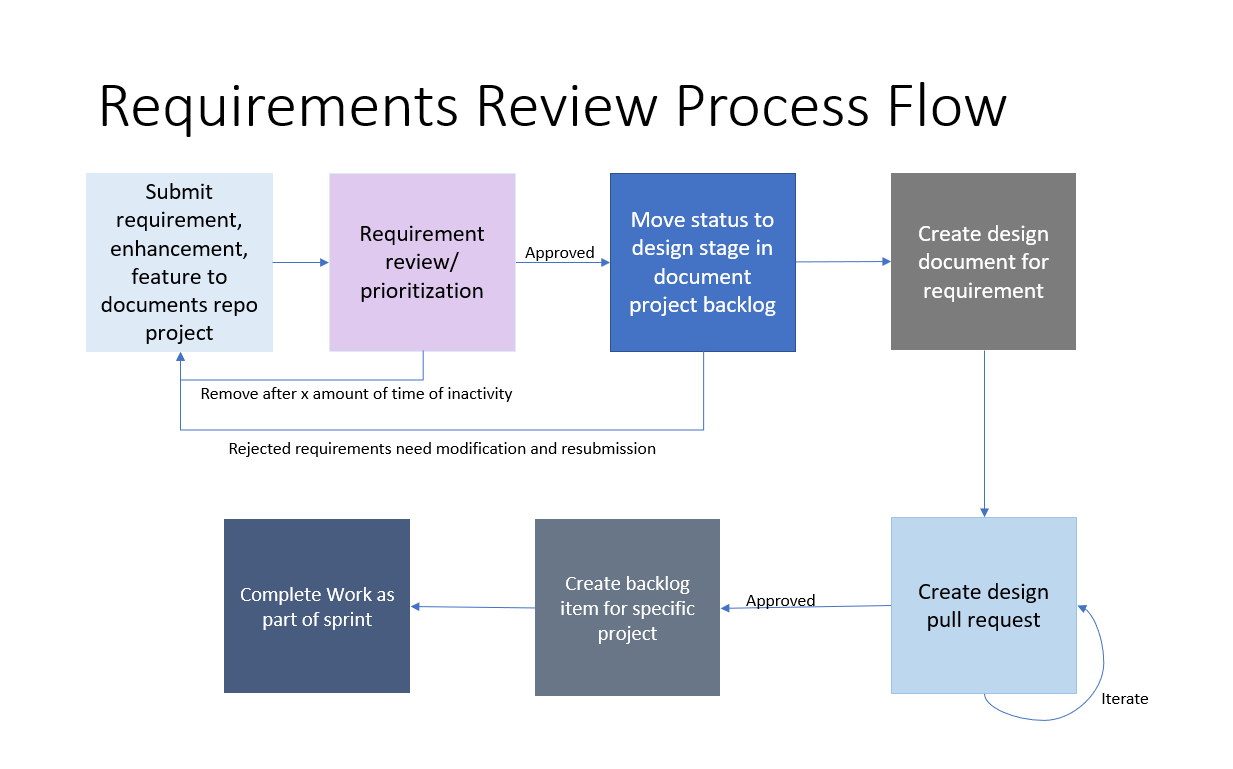 Requirements Review Process Flow
Submit
requirement,
enhancement,
feature to
documents repo
project
Requirement
review/
prioritization
Approved
Move status to
design stage in
document
project backlog
Create design
document for
requirement
Remove after x amount of time of inactivity
Rejected requirements need modification and resubmission
Complete Work as
part of sprint
Create backlog
item for specific
project
Approved
Create design
pull request
Iterate